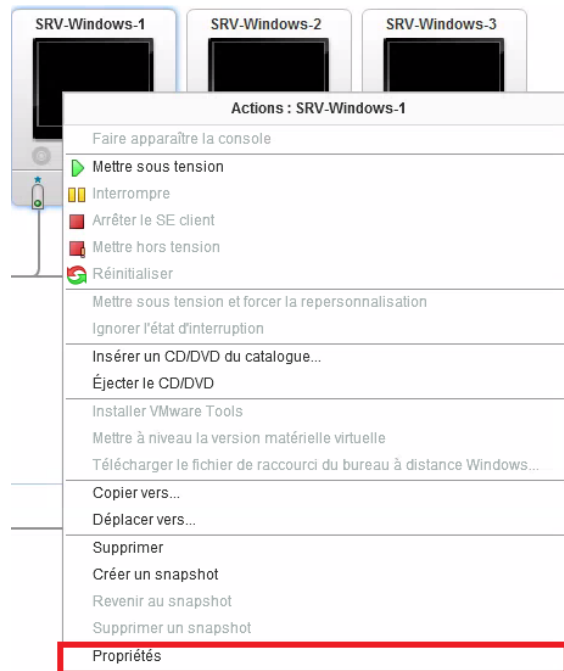 SRV-Windows-1 SRV-Windows-2 SRV-Windows-3
Actions : SRV-Windows-1
Faire apparaître la console
Mettre sous tension
Interrompre
Arrêter le SE client
Mettre hors tension
Réinitialiser
Mettre sous tension et forcer la repersonnalisation
Ignorer l'état d'interruption
Insérer un CD/DVD du catalogue...
Éjecter le CD/DVD
Installer VMware Tools
Mettre à niveau la version matérielle virtuelle
Télécharger le fichier de raccourci du bureau à distance Windows...
Copier vers...
Déplacer vers...
Supprimer
Créer un snapshot
Revenir au snapshot
Supprimer un snapshot
Propriétés